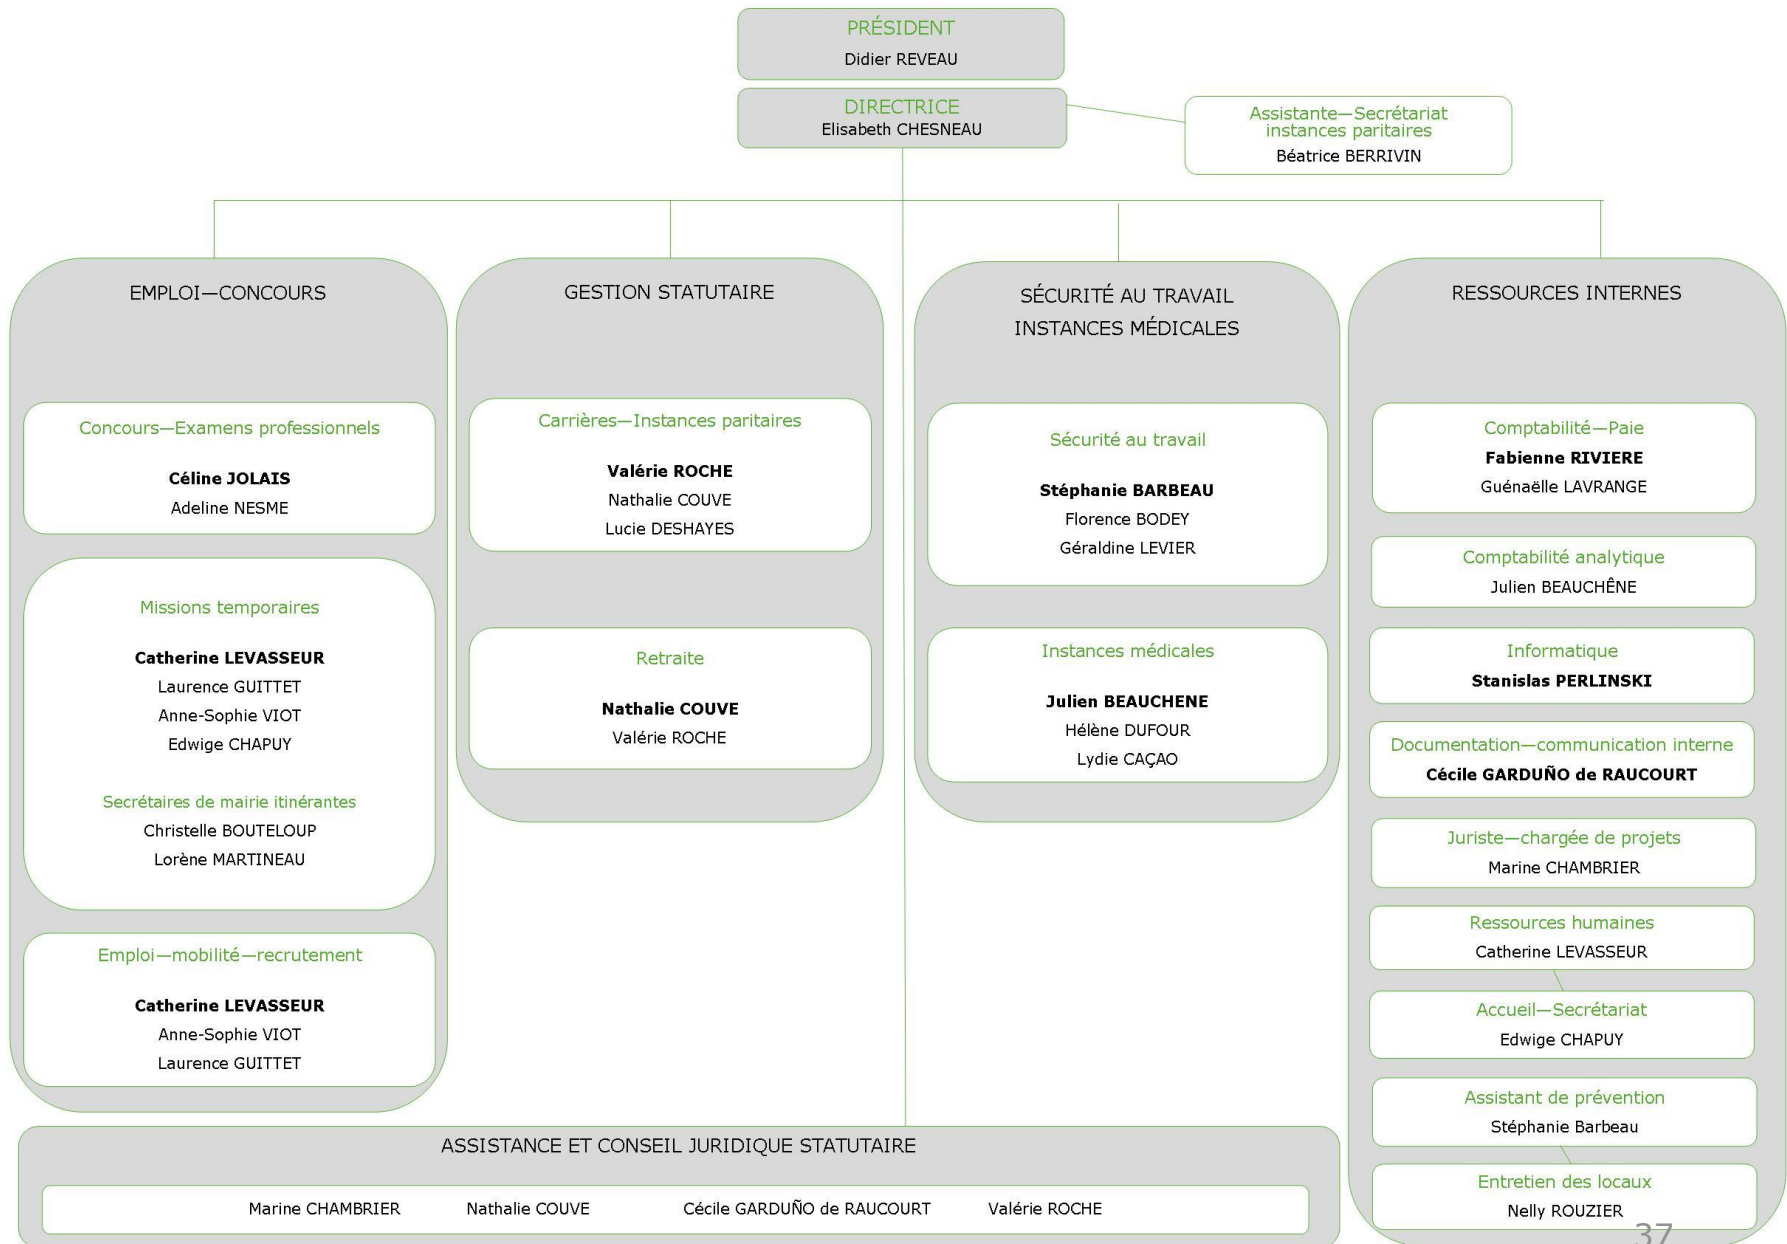 PRÉSIDENT
Didier REVEAU
DIRECTRICE
Elisabeth CHESNEAU
Assistante—Secrétariat
instances paritaires
Béatrice BERRIVIN
EMPLOI—CONCOURS
Concours—Examens professionnels
Céline JOLAIS
Adeline NESME
Missions temporaires
Catherine LEVASSEUR
Laurence GUITTET
Anne-Sophie VIOT
Edwige CHAPUY
Secrétaires de mairie itinérantes
Christelle BOUTELOUP
Lorène MARTINEAU
Emploi—mobilité—recrutement
Catherine LEVASSEUR
Anne-Sophie VIOT
Laurence GUITTET
GESTION STATUTAIRE
Carrières—Instances paritaires
Valérie ROCHE
Nathalie COUVE
Lucie DESHAYES
Retraite
Nathalie COUVE
Valérie ROCHE
SÉCURITÉ AU TRAVAIL
INSTANCES MÉDICALES
Sécurité au travail
Stéphanie BARBEAU
Florence BODEY
Géraldine LEVIER
Instances médicales
Julien BEAUCHENE
Hélène DUFOUR
Lydie CAÇAO
RESSOURCES INTERNES
Comptabilité—Paie
Fabienne RIVIERE
Guénaëlle LAVRANGE
Comptabilité analytique
Julien BEAUCHÊNE
Informatique
Stanislas PERLINSKI
Documentation—communication interne
Cécile GARDUÑO de RAUCOURT
Juriste—chargée de projets
Marine CHAMBRIER
Ressources humaines
Catherine LEVASSEUR
Accueil—Secrétariat
Edwige CHAPUY
Assistant de prévention
Stéphanie Barbeau
Entretien des locaux
Nelly ROUZIER
ASSISTANCE ET CONSEIL JURIDIQUE STATUTAIRE
Marine CHAMBRIER Nathalie COUVE Cécile GARDUÑO de RAUCOURT Valérie ROCHE
37